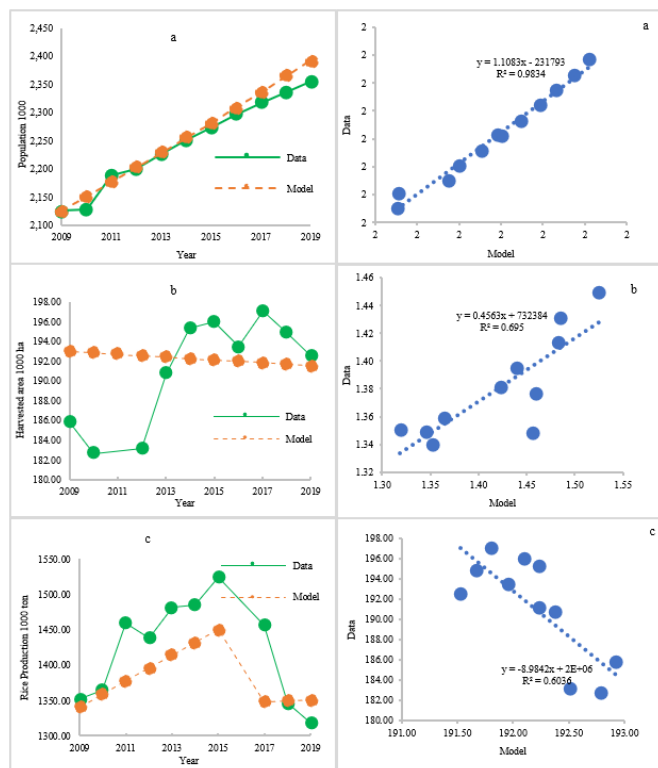 a
2,450
2,400
2,350
2,300
2,250
2,200
2,150
2,100
Population 1000
2009 2011 2013 2015 2017 2019
Year
Data
Model
a
y = 1.1083x - 231793
R² = 0.9834
2
2
2
2
2
2
2
2
Data
2 2 2 2 2 2 2
Model
b
198.00
196.00
194.00
192.00
190.00
188.00
186.00
184.00
182.00
180.00
Harvested area 1000 ha
2009 2011 2013 2015 2017 2019
Year
Data
Model
b
y = 0.4563x + 732384
R² = 0.695
1.46
1.44
1.42
1.40
1.38
1.36
1.34
1.32
Data
1.30 1.35 1.40 1.45 1.50 1.55
Model
c
1550.00
1500.00
1450.00
1400.00
1350.00
1300.00
Rice Production 1000 ton
2009 2011 2013 2015 2017 2019
Year
Data
Model
c
198.00
196.00
194.00
192.00
190.00
188.00
186.00
184.00
182.00
180.00
Data
y = -8.9842x + 2E+06
R² = 0.6036
191.00 191.50 192.00 192.50 193.00
Model